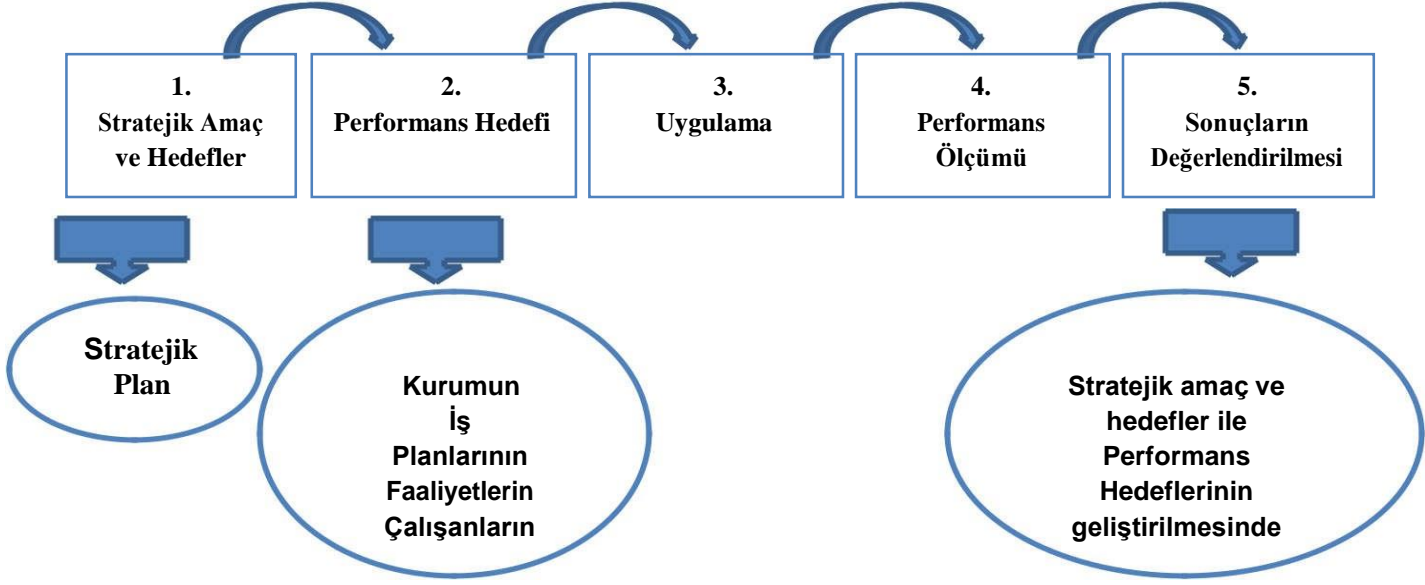 1.
Stratejik Amaç
ve Hedefler
2.
Performans Hedefi
3.
Uygulama
4.
Performans
Ölçümü
5.
Sonuçların
Değerlendirilmesi
Stratejik
Plan
Kurumun
İş
Planlarının
Faaliyetlerin
Çalışanların
Stratejik amaç ve
hedefler ile
Performans
Hedeflerinin
geliştirilmesinde